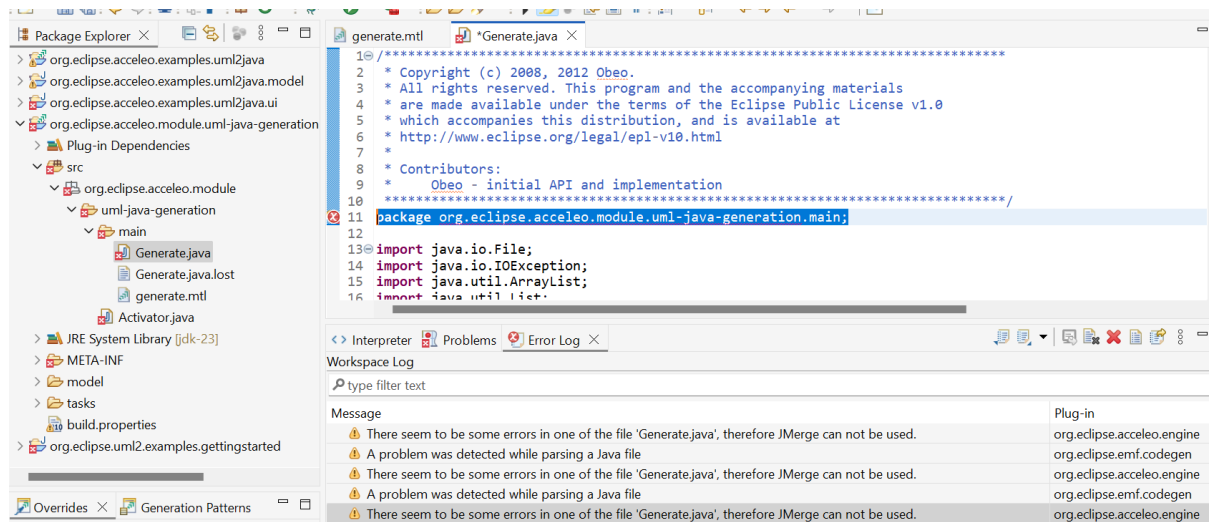 Package Explorer
org.eclipse.acceleo.examples.uml2java
org.eclipse.acceleo.examples.uml2java.model
org.eclipse.acceleo.examples.uml2java.ui
org.eclipse.acceleo.module.uml-java-generation
Plug-in Dependencies
src
org.eclipse.acceleo.module
uml-java-generation
main
Generate.java
Generate.java.lost
generate.mtl
Activator.java
JRE System Library [jdk-23]
META-INF
model
tasks
build.properties
org.eclipse.uml2.examples.gettingstarted
Overrides
Generation Patterns
generate.mtl
*Generate.java
1 /*******************************************************************************
2 * Copyright (c) 2008, 2012 Obeo.
3 * All rights reserved. This program and the accompanying materials
4 * are made available under the terms of the Eclipse Public License v1.0
5 * which accompanies this distribution, and is available at
6 * http://www.eclipse.org/legal/epl-v10.html
7 *
8 * Contributors:
9 *     Obeo - initial API and implementation
10 *******************************************************************************/
11 package org.eclipse.acceleo.module.uml-java-generation.main;
12
13 import java.io.File;
14 import java.io.IOException;
15 import java.util.ArrayList;
16 import java.util.List;
Interpreter
Problems
Error Log
Workspace Log
type filter text
Message Plug-in
There seem to be some errors in one of the file 'Generate.java', therefore JMerge can not be used. org.eclipse.acceleo.engine
A problem was detected while parsing a Java file org.eclipse.emf.codegen
There seem to be some errors in one of the file 'Generate.java', therefore JMerge can not be used. org.eclipse.acceleo.engine
A problem was detected while parsing a Java file org.eclipse.emf.codegen
There seem to be some errors in one of the file 'Generate.java', therefore JMerge can not be used. org.eclipse.acceleo.engine